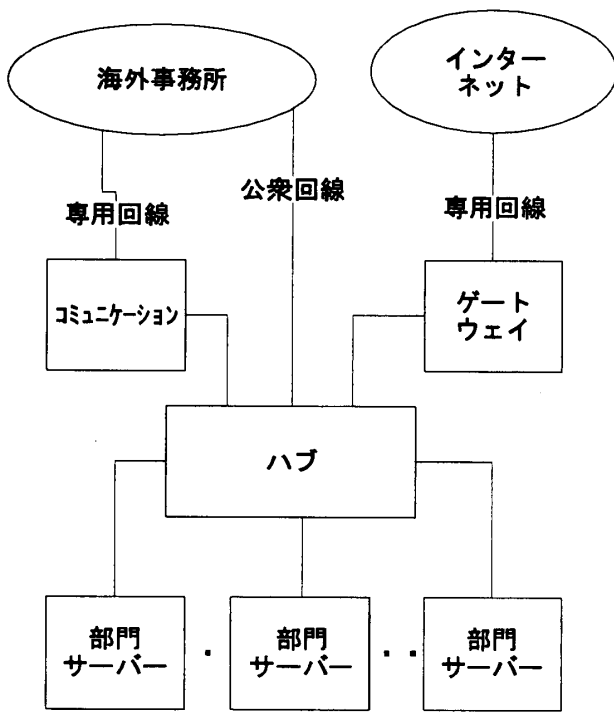 海外事務所
インター
ネット
専用回線
公衆回線
専用回線
コミュニケーション
ゲート
ウェイ
ハブ
部門
サーバー
・
部門
サーバー
・・
部門
サーバー